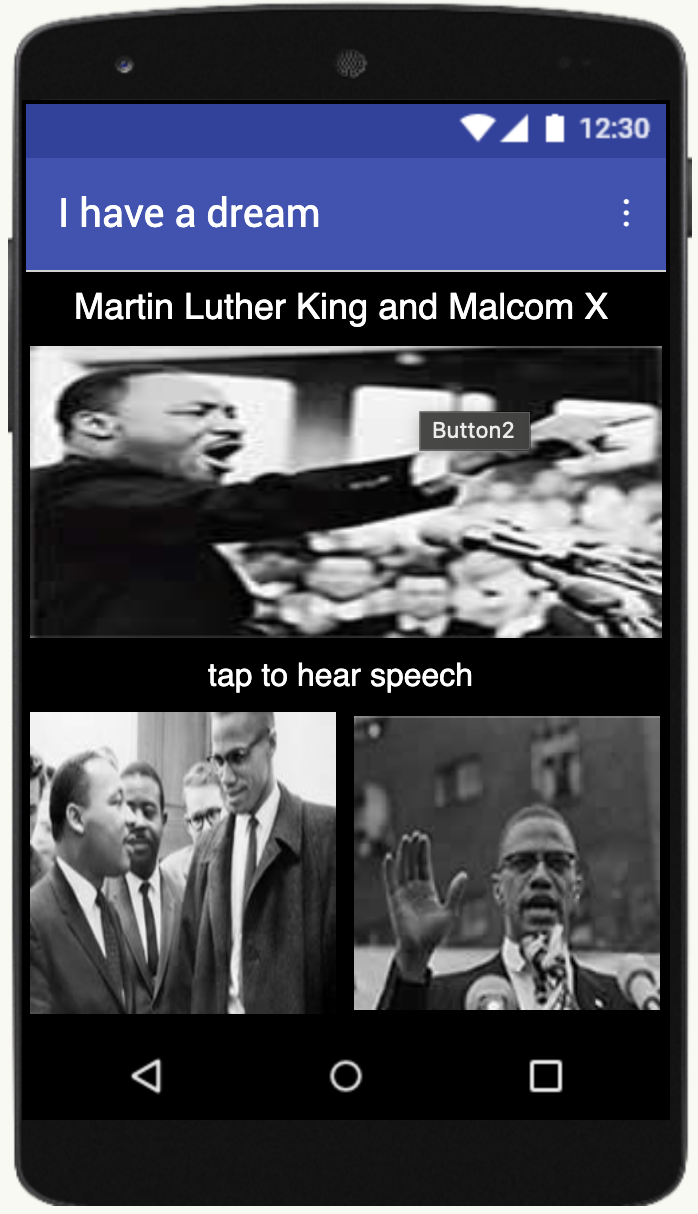 12:30
I have a dream
Martin Luther King and Malcom X
Button2
tap to hear speech